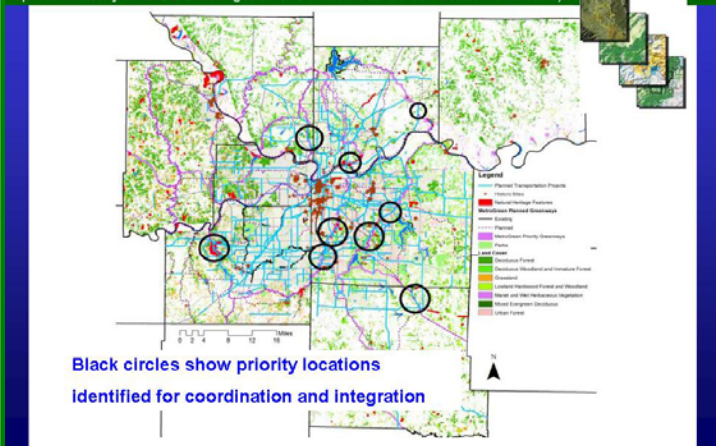 Legend
Planned Transportation Projects
Historic Sites
Natural Heritage Features
MetroGreen Planned Greenways
Existing
Planned
MetroGreen Priority Greenways
Parks
Land Cover
Deciduous Forest
Deciduous Woodland and Immature Forest
Grassland
Lowland Hardwood Forest and Woodland
Marsh and Wet Herbaceous Vegetation
Mixed Evergreen Deciduous
Urban Forest
Miles
0 2 4 8 12 16
N
Black circles show priority locations
identified for coordination and integration